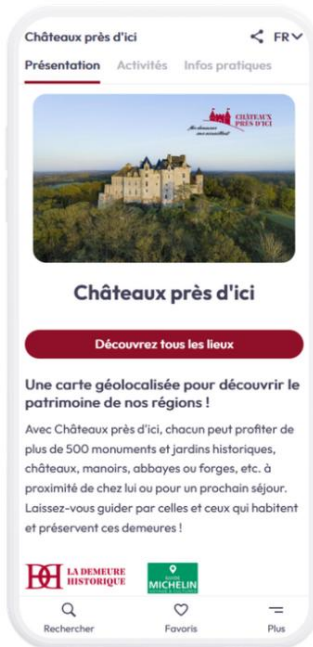 Châteaux près d'ici
FR
Présentation Activités Infos pratiques
CHÂTEAUX
PRÈS D'ICI
Châteaux près d'ici
Découvrez tous les lieux
Une carte géolocalisée pour découvrir le
patrimoine de nos régions !
Avec Châteaux près d'ici, chacun peut profiter de
plus de 500 monuments et jardins historiques,
châteaux, manoirs, abbayes ou forges, etc. à
proximité de chez lui ou pour un prochain séjour.
Laissez-vous guider par celles et ceux qui habitent
et préservent ces demeures !
LA DEMEURE
HISTORIQUE
GUIDE
MICHELIN
Rechercher Favoris Plus